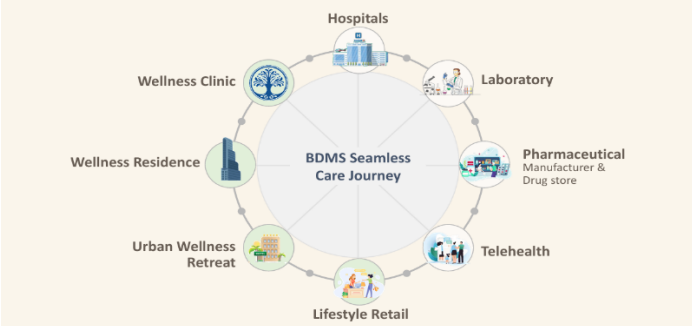 Hospitals
Wellness Clinic
Laboratory
Wellness Residence
BDMS Seamless
Care Journey
Pharmaceutical
Manufacturer &
Drug store
Urban Wellness
Retreat
Telehealth
Lifestyle Retail